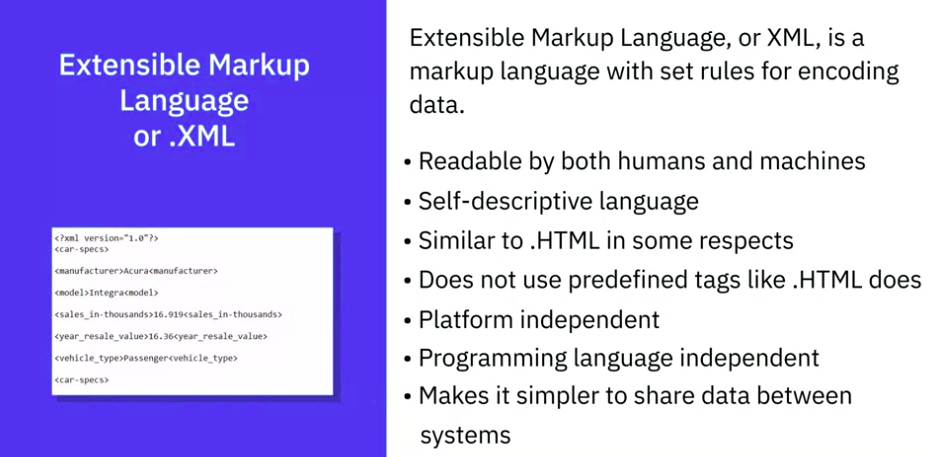 Extensible Markup
Language
or .XML
<?xml version="1.0"?>
<car-specs>
<manufacturer>Acura<manufacturer>
<model>Integra<model>
<sales_in-thousands>16.919<sales_in-thousands>
<year_resale_value>16.36<year_resale_value>
<vehicle_type>Passenger<vehicle_type>
<car-specs>
Extensible Markup Language, or XML, is a
markup language with set rules for encoding
data.
• Readable by both humans and machines
• Self-descriptive language
• Similar to .HTML in some respects
• Does not use predefined tags like .HTML does
• Platform independent
• Programming language independent
• Makes it simpler to share data between
systems